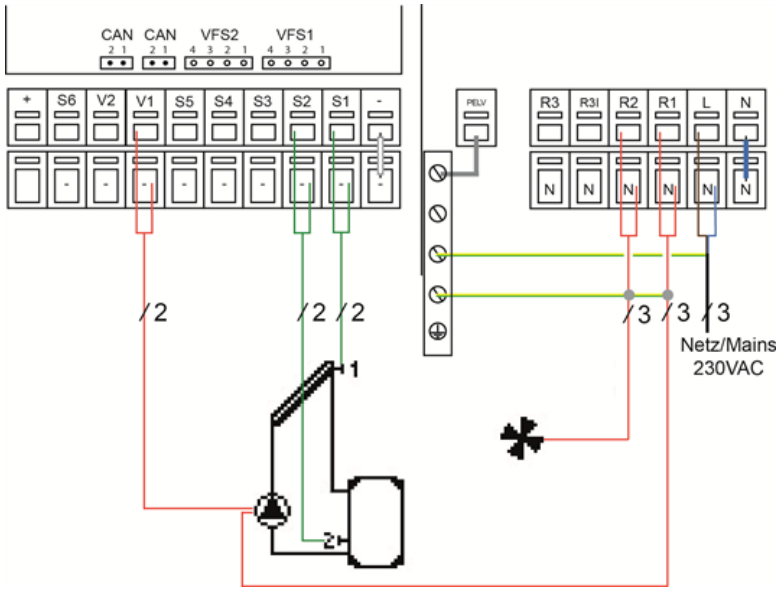 CAN CAN VFS2 VFS1
2 1 2 1 4 3 2 1 4 3 2 1
+ S6 V2 V1 S5 S4 S3 S2 S1 - PELV R3 R3I R2 R1 L N
- - - - - - - - - N N N N N N
/2 /2 /2 /3 /3 /3
Netz/Mains
230VAC
1
2